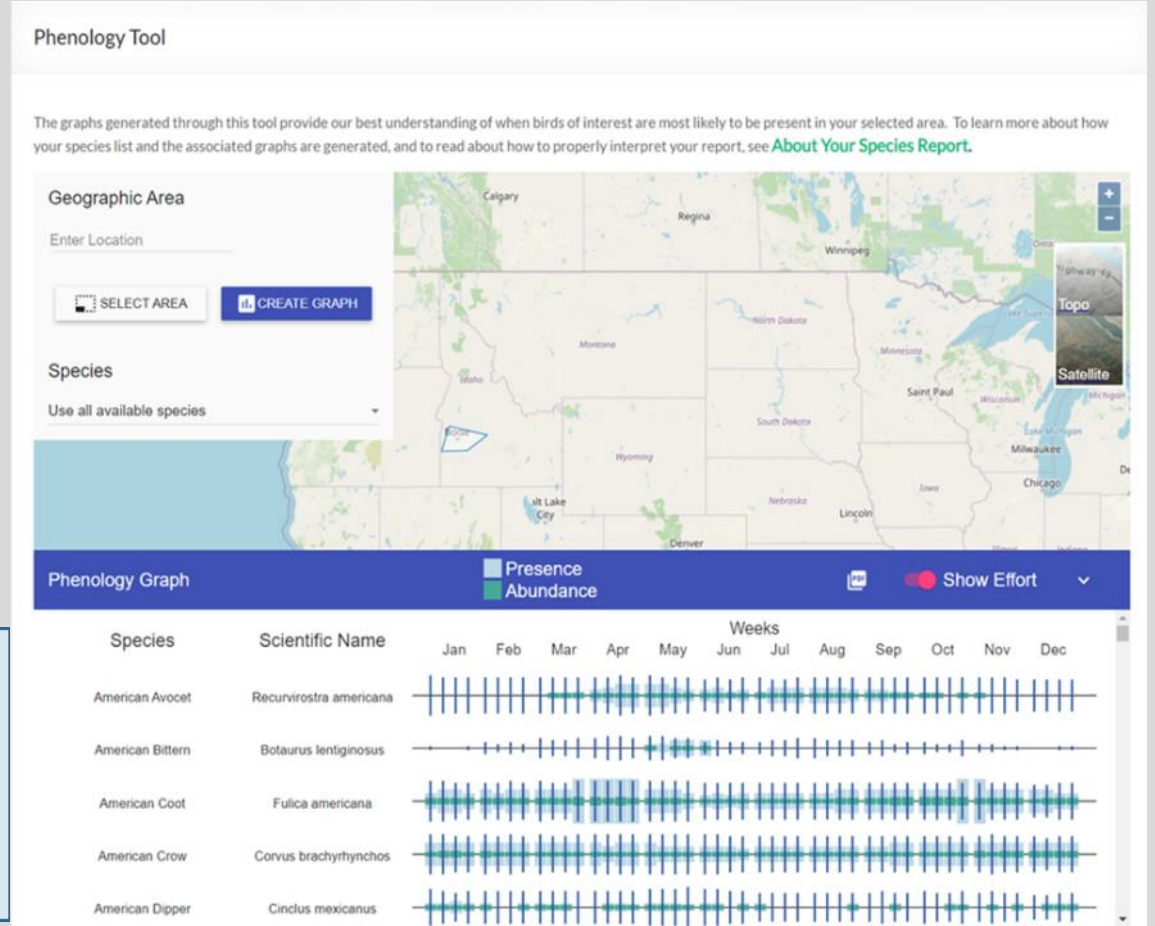 Phenology Tool
The graphs generated through this tool provide our best understanding of when birds of interest are most likely to be present in your selected area. To learn more about how
your species list and the associated graphs are generated, and to read about how to properly interpret your report, see About Your Species Report.
Geographic Area
Enter Location
SELECT AREA
CREATE GRAPH
Species
Use all available species
Calgary
Regina
Winnipeg
North Dakota
Montana
Minnesota
Idaho
Saint Paul
Wisconsin
Michigan
Boise
South Dakota
Lake Michigan
Wyoming
Milwaukee
Chicago
Iowa
Nebraska
Lincoln
lt Lake
City
Denver
+
-
Topo
Satellite
Phenology Graph
Presence
Abundance
PDF
Show Effort
Species
Scientific Name
Weeks
Jan Feb Mar Apr May Jun Jul Aug Sep Oct Nov Dec
American Avocet Recurvirostra americana
American Bittern Botaurus lentiginosus
American Coot Fulica americana
American Crow Corvus brachyrhynchos
American Dipper Cinclus mexicanus